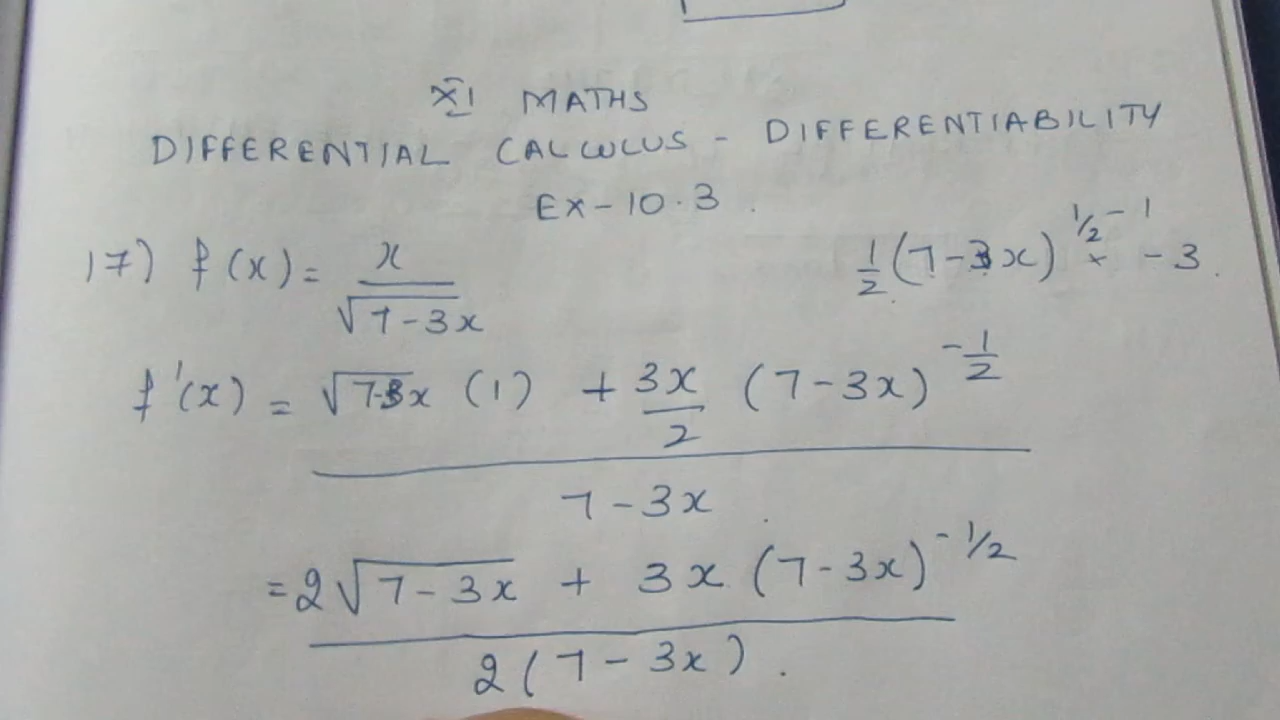 XI MATHS
DIFFERENTIAL CALCULUS - DIFFERENTIABILITY
EX-10.3.
17) f(x) = x / √(7-3x)
1/2 (7-3x)^(1/2 - 1) × -3.
f'(x) = [√(7-3x) (1) + 3x/2 (7-3x)^(-1/2)] / (7-3x)
= [2√(7-3x) + 3x (7-3x)^(-1/2)] / 2(7-3x).